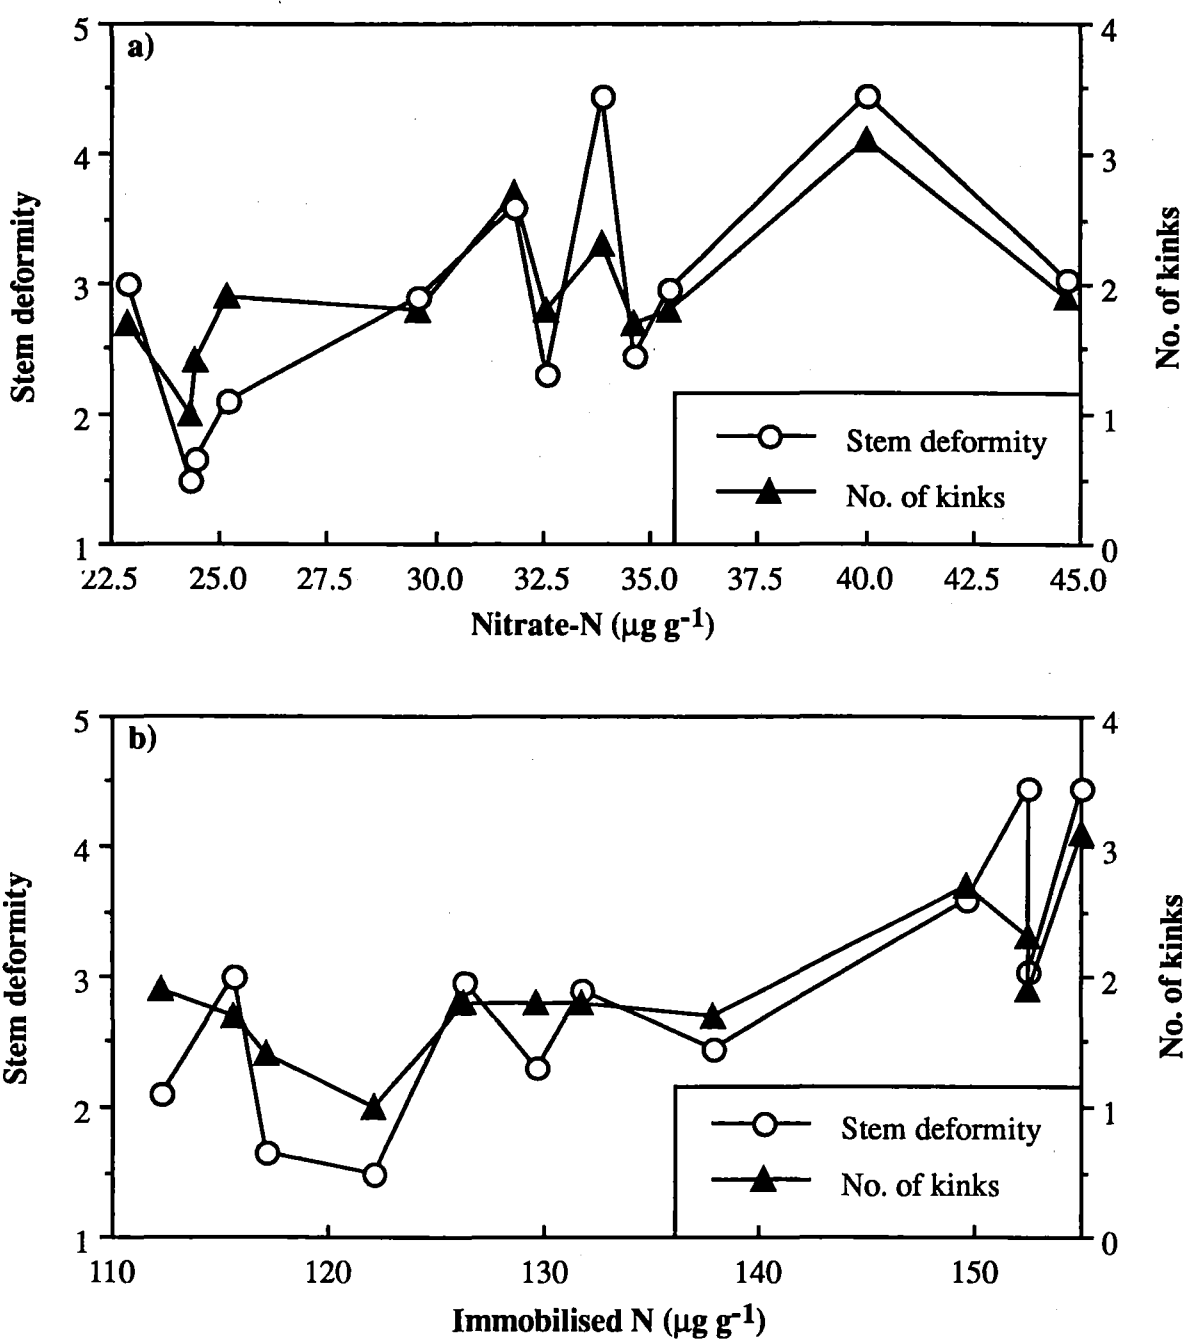 a)
5
4
3
2
1
Stem deformity
4
3
2
1
0
No. of kinks
Stem deformity
No. of kinks
22.5 25.0 27.5 30.0 32.5 35.0 37.5 40.0 42.5 45.0
Nitrate-N (µg g-1)
b)
5
4
3
2
1
Stem deformity
4
3
2
1
0
No. of kinks
Stem deformity
No. of kinks
110 120 130 140 150
Immobilised N (µg g-1)